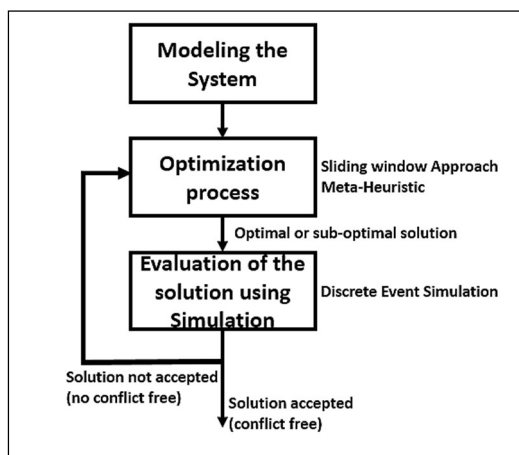 Modeling the
System
Optimization
process
Sliding window Approach
Meta-Heuristic
Optimal or sub-optimal solution
Evaluation of the
solution using
Simulation
Discrete Event Simulation
Solution not accepted
(no conflict free)
Solution accepted
(conflict free)